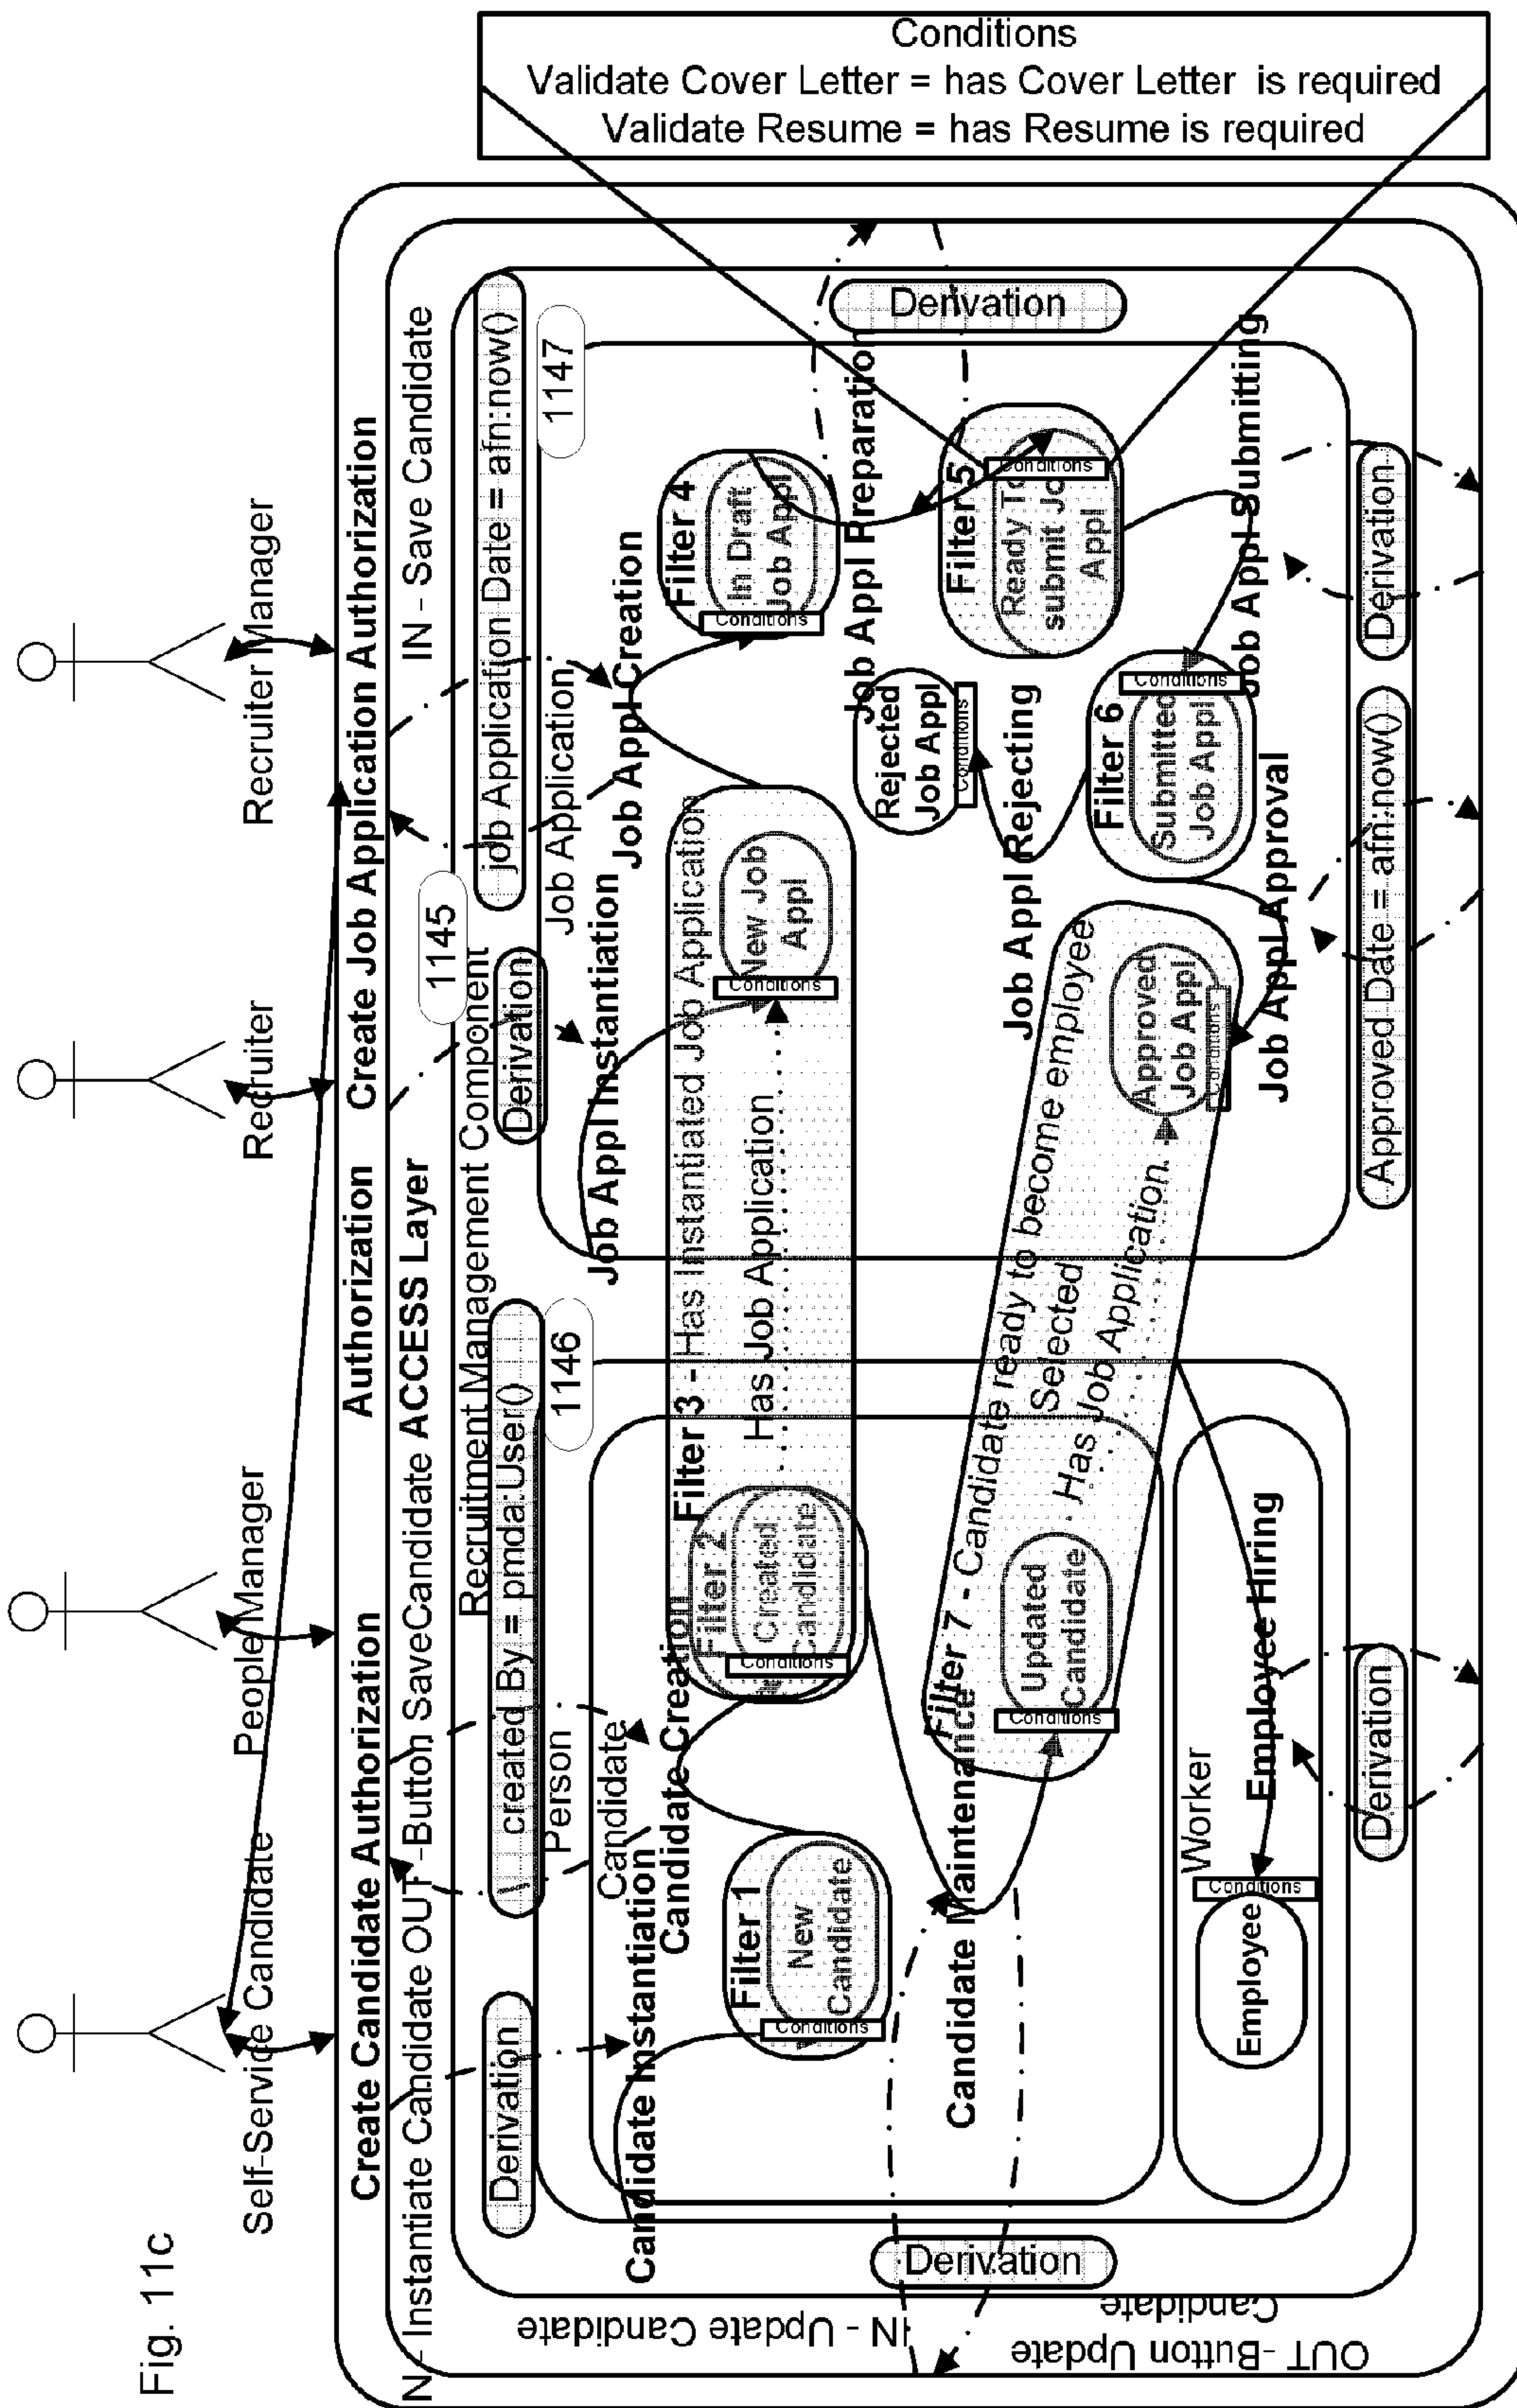 Fig. 11c
Self-Service Candidate
People Manager
Recruiter
Recruiter Manager
Create Candidate Authorization
Authorization
Create Job Application Authorization
N- Instantiate Candidate OUT -Button SaveCandidate ACCESS Layer
IN - Save Candidate
Recruitment Management Component
1145
Derivation
created By = pmda:User()
Derivation
job Application Date = afn:now()
Person
1146
Job Application
1147
Candidate
Candidate Instantiation
Candidate Creation
Job Appl Instantiation
Job Appl Creation
Filter 1
New
Candidate
Conditions
Filter 2
Created
Candidate
Conditions
Filter 3 - Has Instantiated Job Application
Has Job Application
New Job
Appl
Conditions
Filter 4
In Draft
Job Appl
Conditions
Job Appl Preparation
Derivation
Filter 5
Ready To
submit Jo
Appl
Conditions
Rejected
Job Appl
Conditions
Job Appl Rejecting
Filter 6
Submitted
Job Appl
Conditions
Job Appl Submitting
Candidate Maintenance
Filter 7 - Candidate ready to become employee
Selected
Has Job Application
Updated
Candidate
Conditions
Approved
Job Appl
Conditions
Job Appl Approval
Worker
Employee Hiring
Employee
Conditions
Derivation
Approved Date = afn:now()
Derivation
Derivation
IN - Update Candidate
OUT -Button Update
Candidate
Conditions
Validate Cover Letter = has Cover Letter is required
Validate Resume = has Resume is required